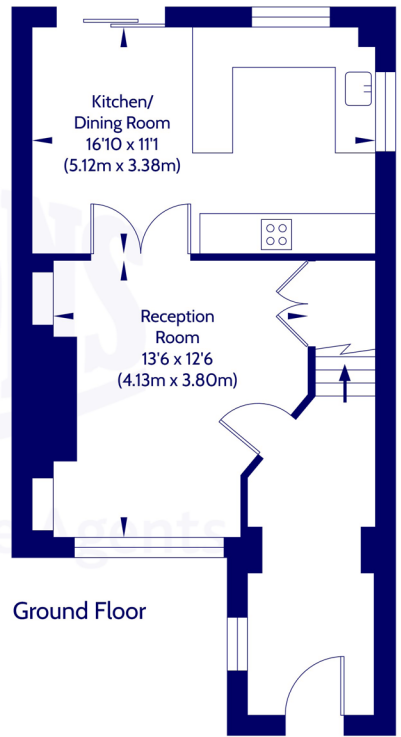 Kitchen/
Dining Room
16'10 x 11'1
(5.12m x 3.38m)
Reception
Room
13'6 x 12'6
(4.13m x 3.80m)
e Agents
Ground Floor